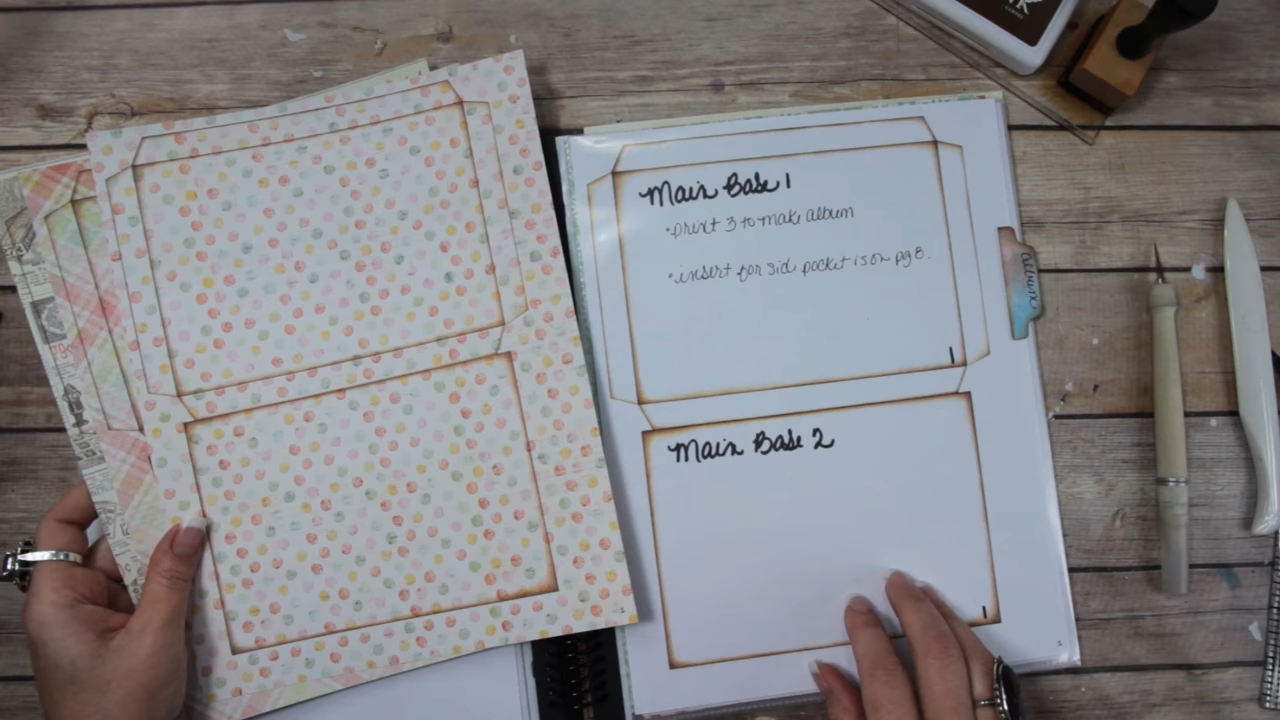 Main Base 1
• print 3 to make album
• insert for side pocket is on pg 8.
1
Main Base 2
1